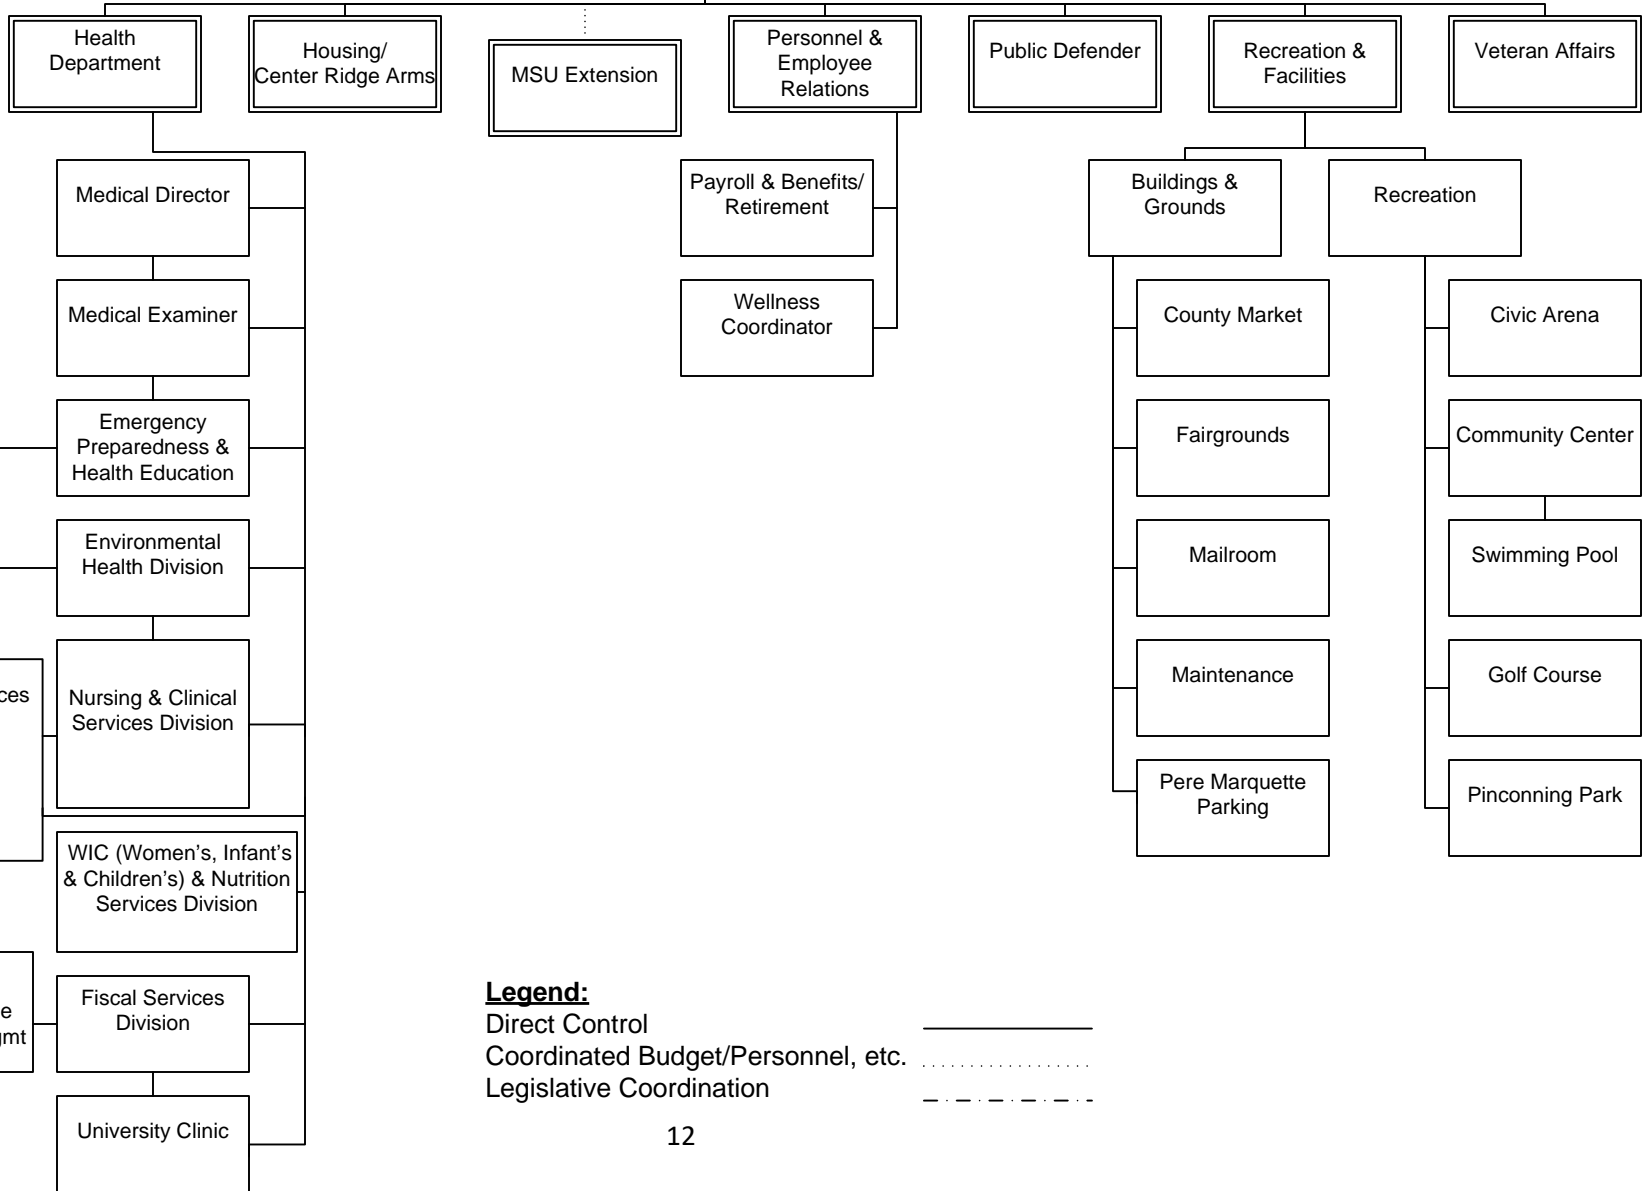 Health
Department
Housing/
Center Ridge Arms
MSU Extension
Personnel &
Employee
Relations
Public Defender
Recreation &
Facilities
Veteran Affairs
Medical Director
Medical Examiner
Emergency
Preparedness &
Health Education
Environmental
Health Division
ces
Nursing & Clinical
Services Division
WIC (Women's, Infant's
& Children's) & Nutrition
Services Division
e
gmt
Fiscal Services
Division
University Clinic
Payroll & Benefits/
Retirement
Wellness
Coordinator
Buildings &
Grounds
County Market
Fairgrounds
Mailroom
Maintenance
Pere Marquette
Parking
Recreation
Civic Arena
Community Center
Swimming Pool
Golf Course
Pinconning Park
Legend:
Direct Control
Coordinated Budget/Personnel, etc.
Legislative Coordination
12